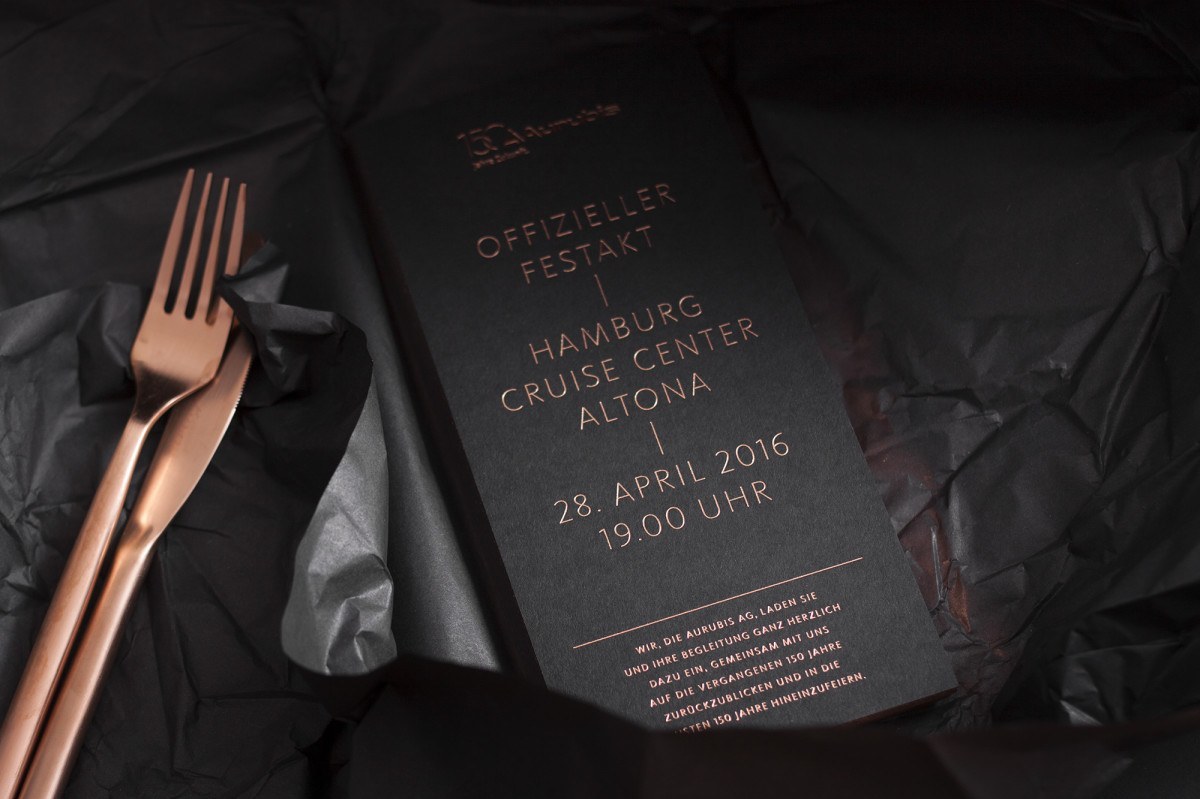 150 Aurubis
OFFIZIELLER
FESTAKT
HAMBURG
CRUISE CENTER
ALTONA
28. APRIL 2016
19.00 UHR
WIR, DIE AURUBIS AG, LADEN SIE
UND IHRE BEGLEITUNG GANZ HERZLICH
DAZU EIN, GEMEINSAM MIT UNS
AUF DIE VERGANGENEN 150 JAHRE
ZURÜCKZUBLICKEN UND IN DIE
150 JAHRE HINEINZUFEIERN.